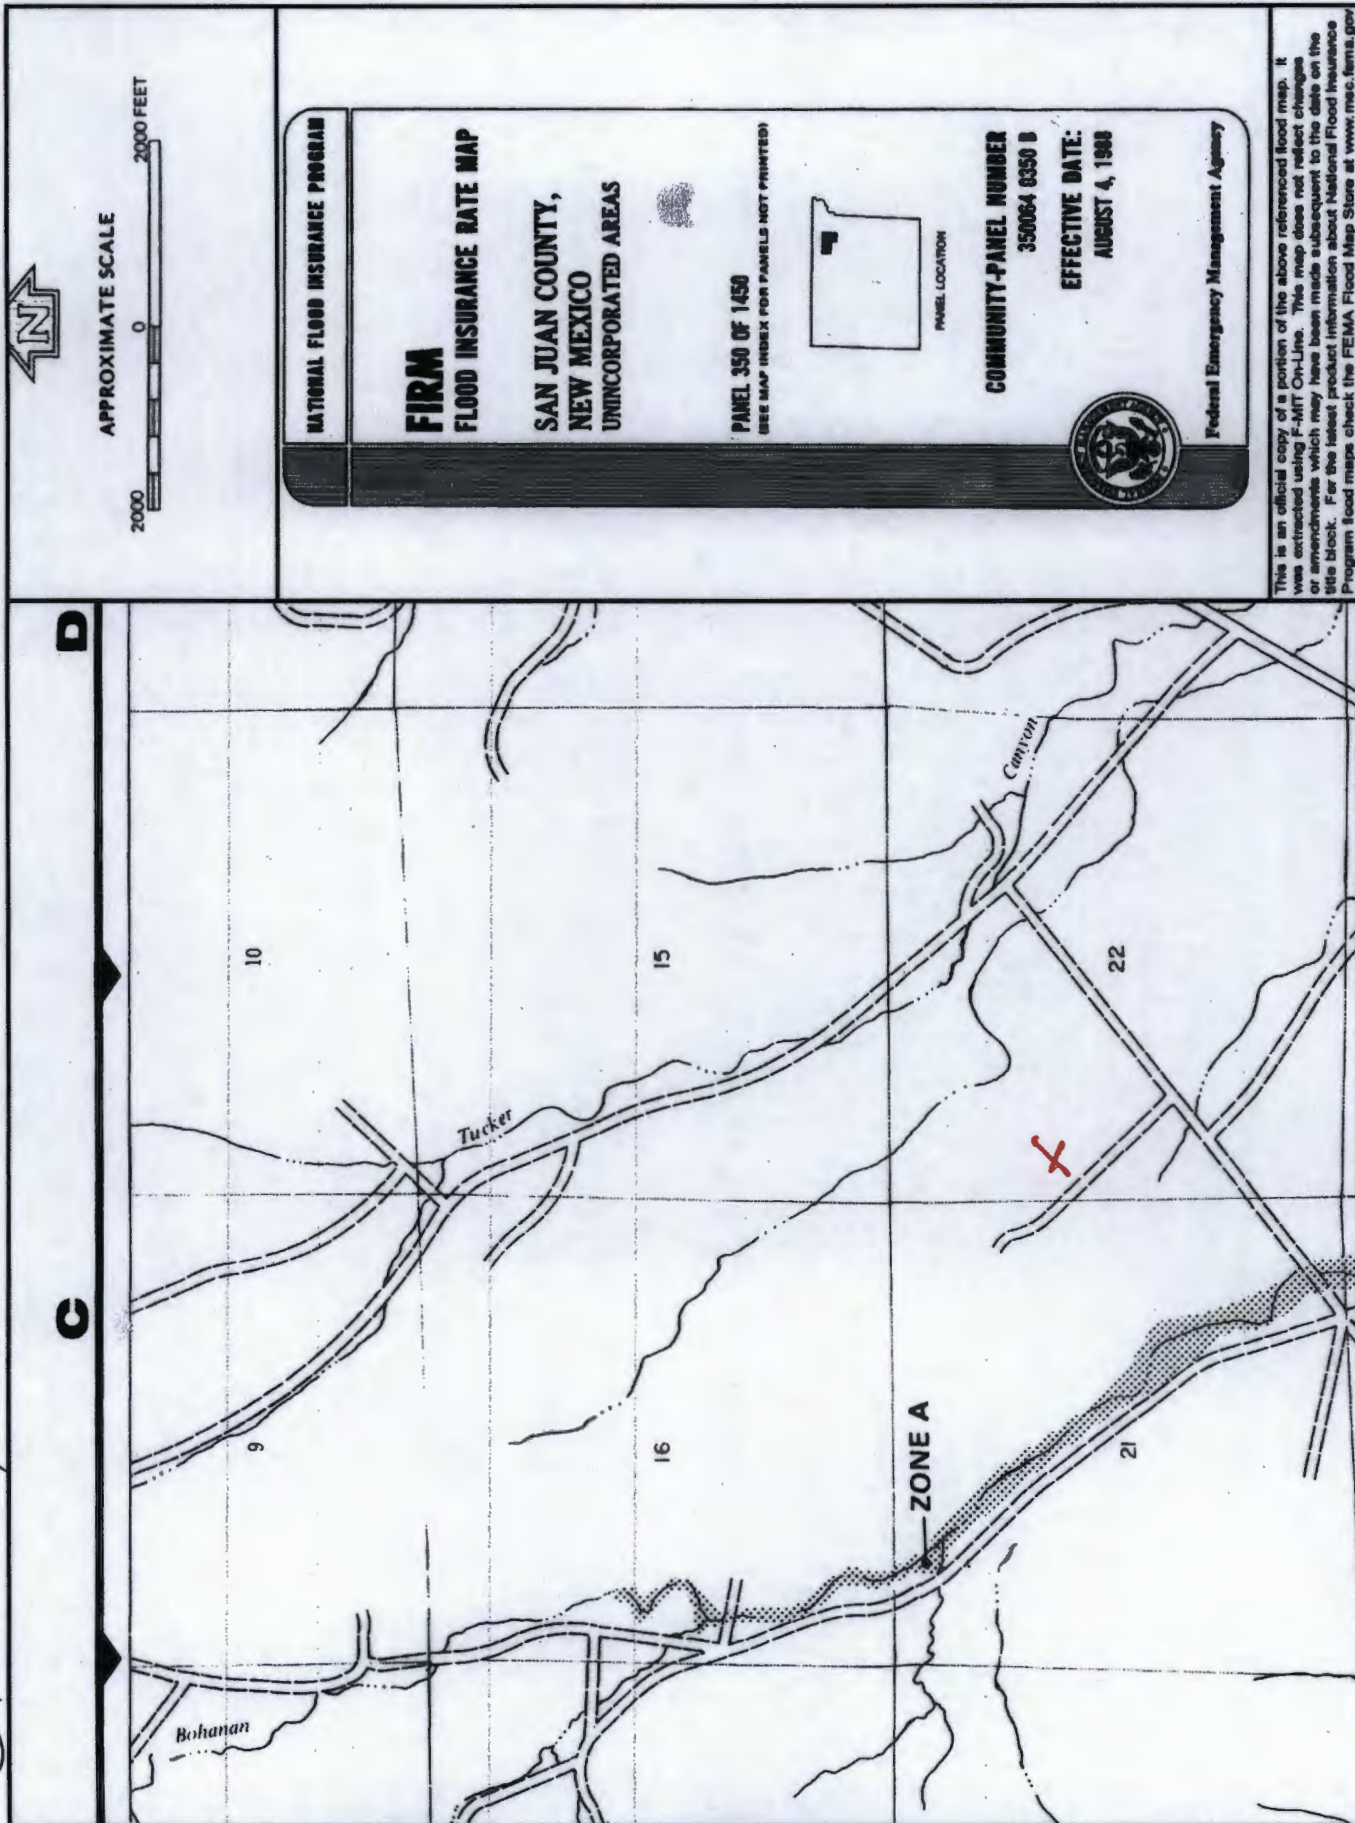 APPROXIMATE SCALE
2000 0 2000 FEET
N
NATIONAL FLOOD INSURANCE PROGRAM
FIRM
FLOOD INSURANCE RATE MAP
SAN JUAN COUNTY,
NEW MEXICO
UNINCORPORATED AREAS
PANEL 350 OF 1450
(SEE MAP INDEX FOR PANELS NOT PRINTED)
PANEL LOCATION
COMMUNITY-PANEL NUMBER
350064 0350 B
EFFECTIVE DATE:
AUGUST 4, 1988
Federal Emergency Management Agency
This is an official copy of a portion of the above referenced flood map. It
was extracted using F-MIT On-Line. This map does not reflect changes
or amendments which may have been made subsequent to the date on the
title block. For the latest product information about National Flood Insurance
Program flood maps check the FEMA Flood Map Store at www.msc.fema.gov
D
C
10
9
Bohanan
Tucker
15
16
Canyon
ZONE A
22
21
X